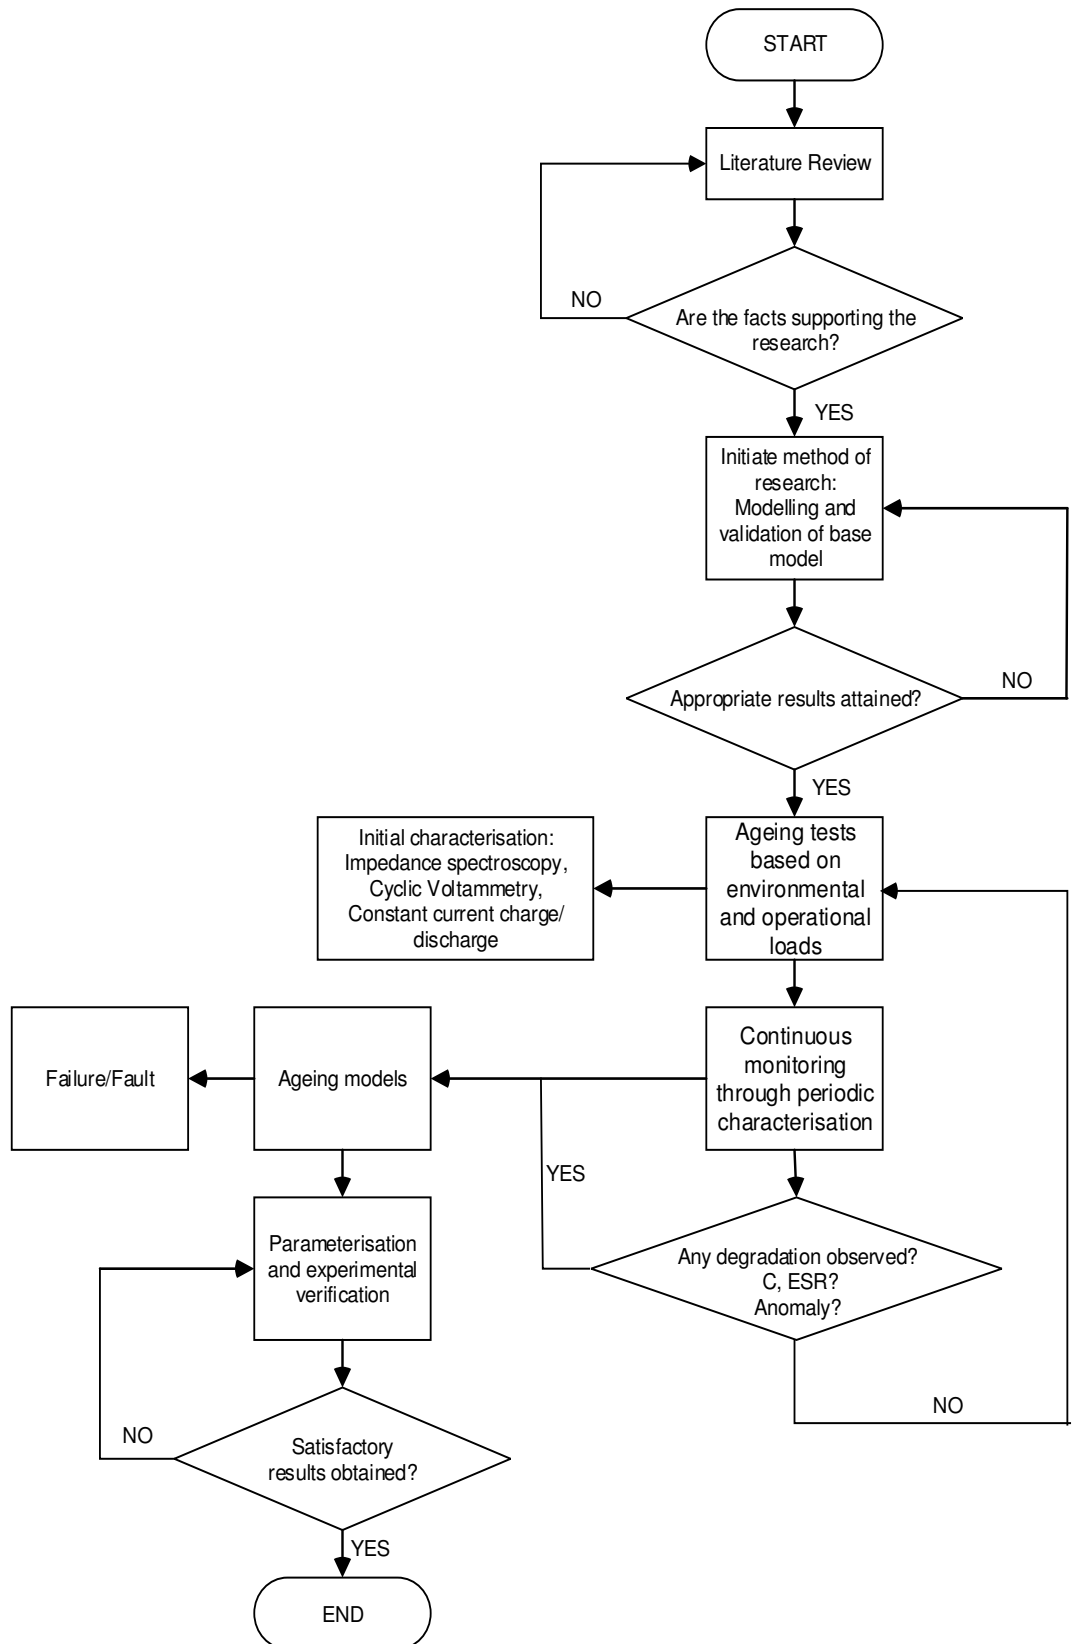 START
Literature Review
NO
Are the facts supporting the
research?
YES
Initiate method of
research:
Modelling and
validation of base
model
Appropriate results attained?
NO
YES
Initial characterisation:
Impedance spectroscopy,
Cyclic Voltammetry,
Constant current charge/
discharge
Ageing tests
based on
environmental
and operational
loads
Failure/Fault
Ageing models
Continuous
monitoring
through periodic
characterisation
YES
Any degradation observed?
C, ESR?
Anomaly?
NO
Parameterisation
and experimental
verification
NO
Satisfactory
results obtained?
YES
END